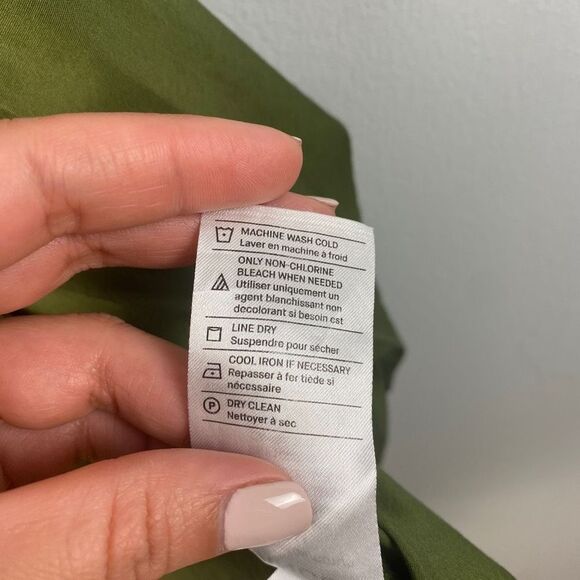 MACHINE WASH COLD
Laver en machine à froid
ONLY NON-CHLORINE
BLEACH WHEN NEEDED
Utiliser uniquement un
agent blanchissant non
decolorant si besoin est
LINE DRY
Suspendre pour sécher
COOL IRON IF NECESSARY
Repasser à fer tiède si
nécessaire
P DRY CLEAN
Nettoyer à sec